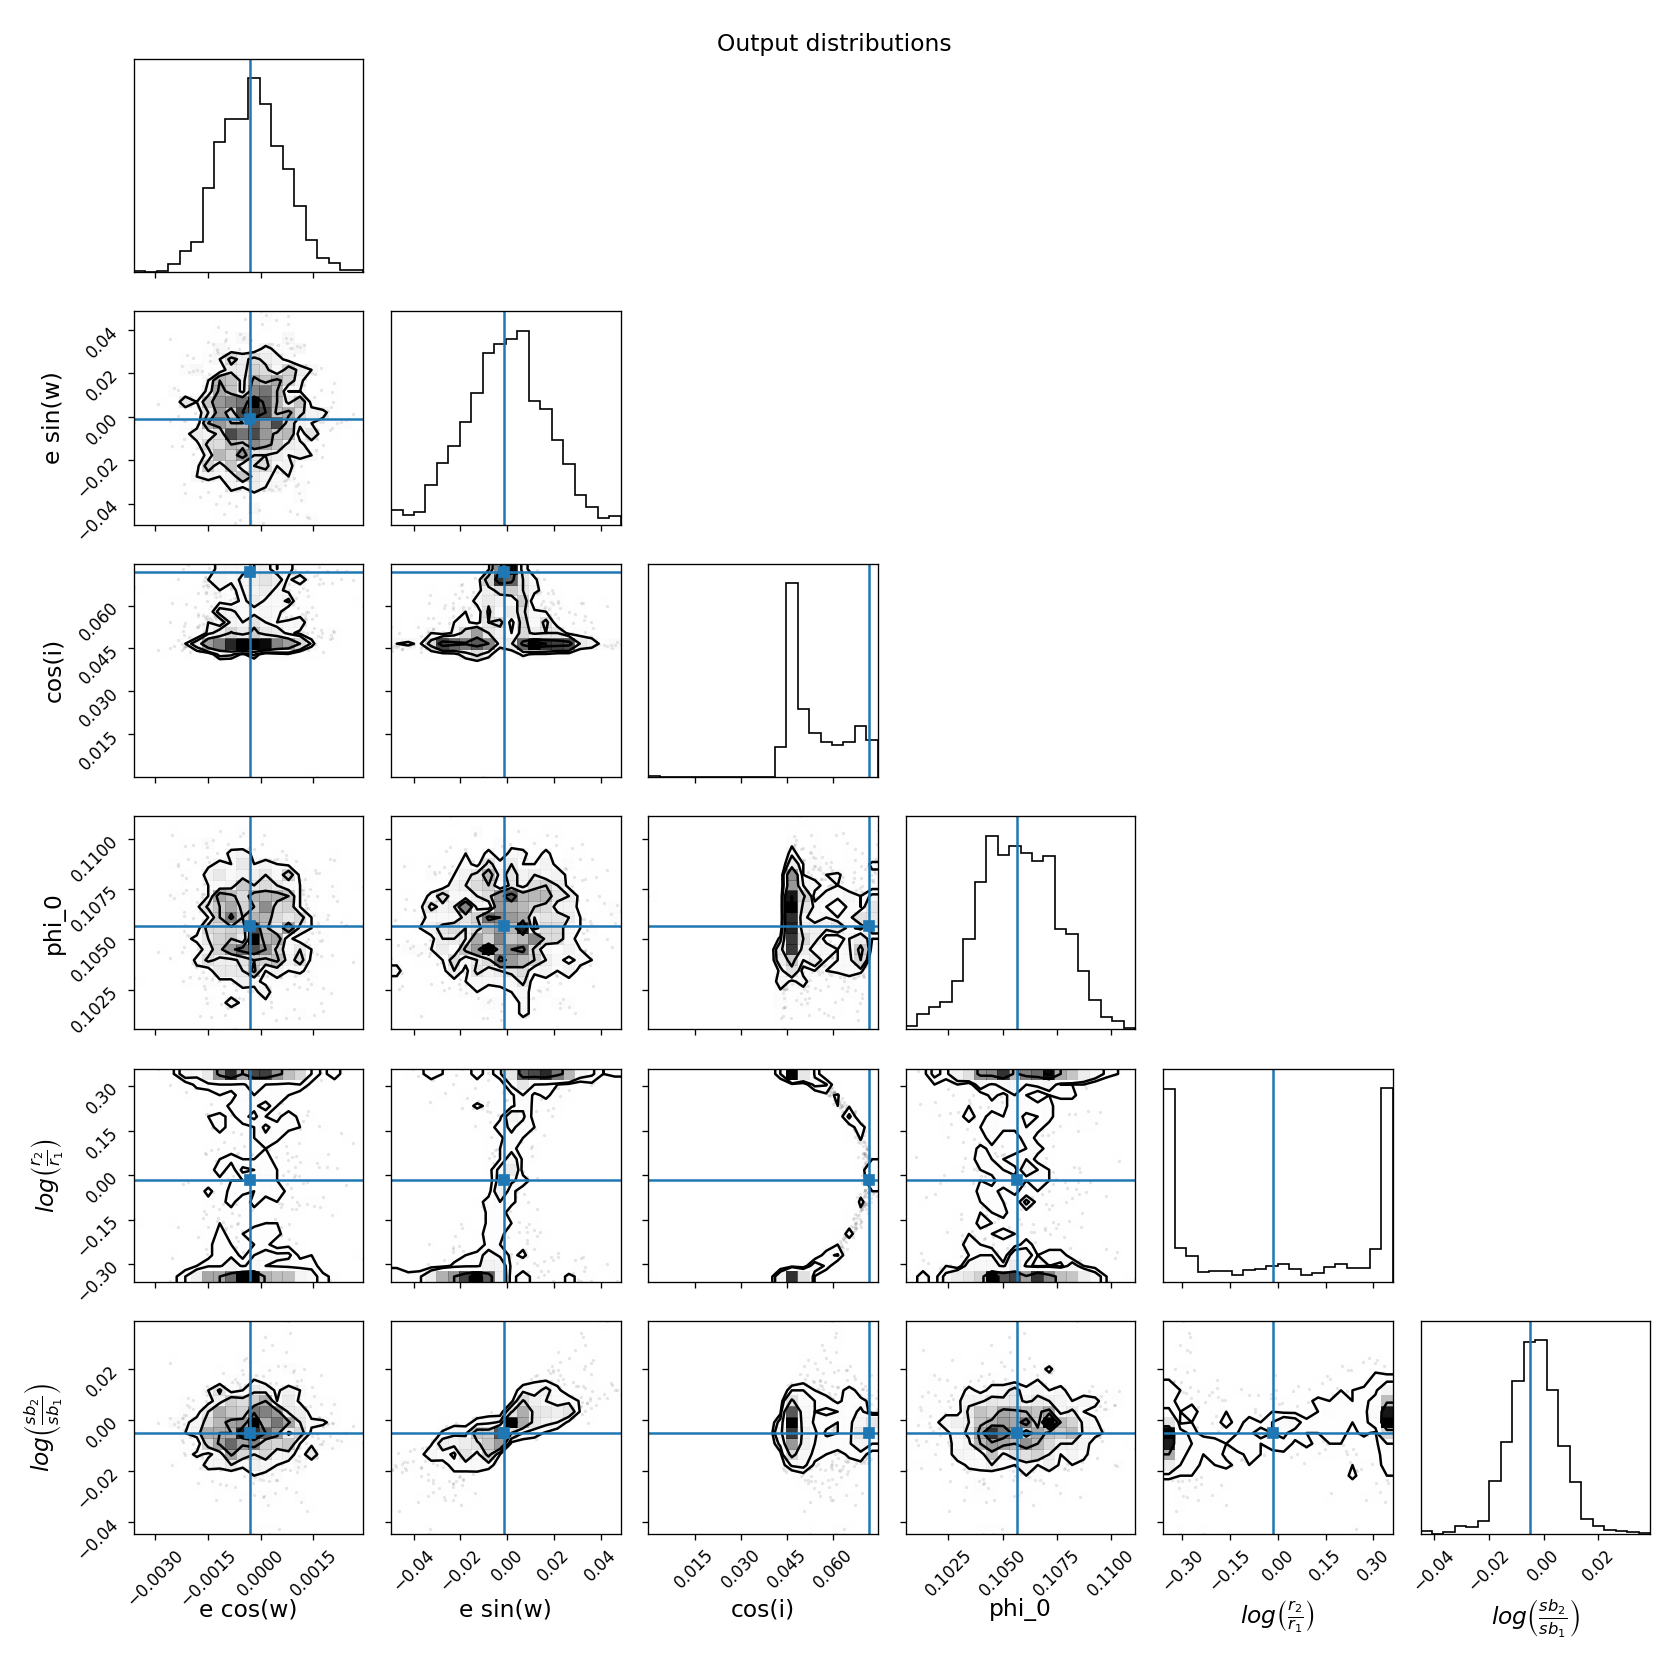 Output distributions
0.04
0.02
0.00
−0.02
−0.04
e sin(w)
0.060
0.045
0.030
0.015
cos(i)
0.1100
0.1075
0.1050
0.1025
phi_0
0.30
0.15
0.00
−0.15
−0.30
log(r₂/r₁)
0.02
0.00
−0.02
−0.04
log(sb₂/sb₁)
−0.0030 −0.0015 0.0000 0.0015
e cos(w)
−0.04 −0.02 0.00 0.02 0.04
e sin(w)
0.015 0.030 0.045 0.060
cos(i)
0.1025 0.1050 0.1075 0.1100
phi_0
−0.30 −0.15 0.00 0.15 0.30
log(r₂/r₁)
−0.04 −0.02 0.00 0.02
log(sb₂/sb₁)